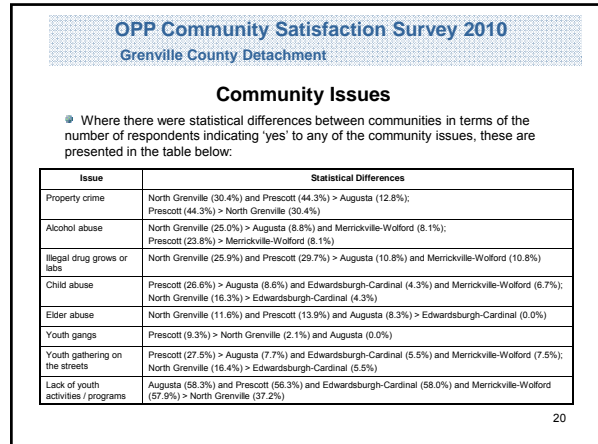 OPP Community Satisfaction Survey 2010
Grenville County Detachment
Community Issues
Where there were statistical differences between communities in terms of the
number of respondents indicating ‘yes’ to any of the community issues, these are
presented in the table below:
Issue
Statistical Differences
Property crime
North Grenville (30.4%) and Prescott (44.3%) > Augusta (12.8%);
Prescott (44.3%) > North Grenville (30.4%)
Alcohol abuse
North Grenville (25.0%) > Augusta (8.8%) and Merrickville-Wolford (8.1%);
Prescott (23.8%) > Merrickville-Wolford (8.1%)
Illegal drug grows or
labs
North Grenville (25.9%) and Prescott (29.7%) > Augusta (10.8%) and Merrickville-Wolford (10.8%)
Child abuse
Prescott (26.6%) > Augusta (8.6%) and Edwardsburgh-Cardinal (4.3%) and Merrickville-Wolford (6.7%);
North Grenville (16.3%) > Edwardsburgh-Cardinal (4.3%)
Elder abuse
North Grenville (11.6%) and Prescott (13.9%) and Augusta (8.3%) > Edwardsburgh-Cardinal (0.0%)
Youth gangs
Prescott (9.3%) > North Grenville (2.1%) and Augusta (0.0%)
Youth gathering on
the streets
Prescott (27.5%) > Augusta (7.7%) and Edwardsburgh-Cardinal (5.5%) and Merrickville-Wolford (7.5%);
North Grenville (16.4%) > Edwardsburgh-Cardinal (5.5%)
Lack of youth
activities / programs
Augusta (58.3%) and Prescott (56.3%) and Edwardsburgh-Cardinal (58.0%) and Merrickville-Wolford
(57.9%) > North Grenville (37.2%)
20